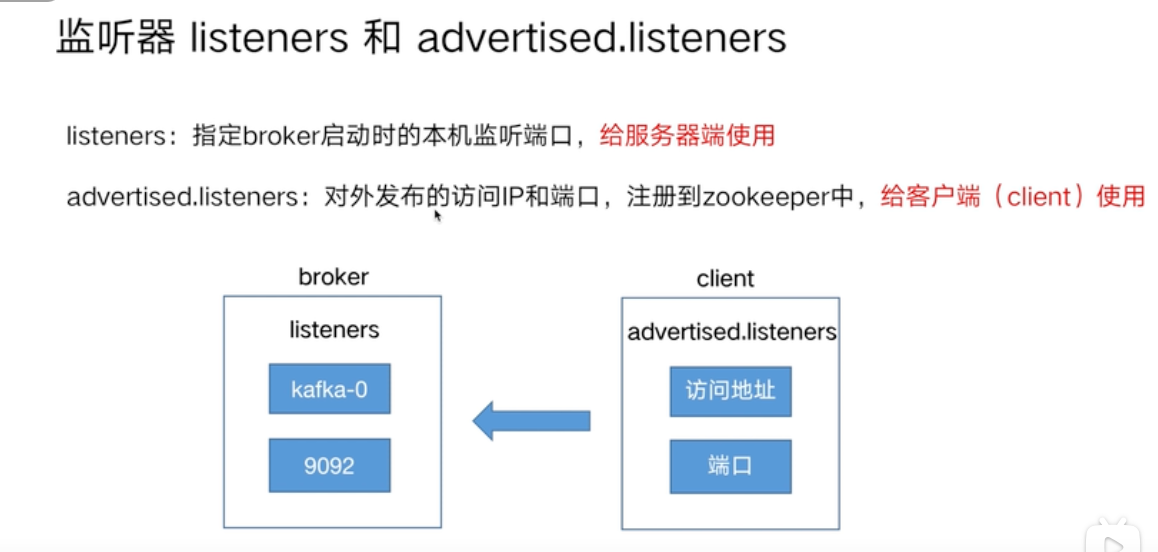 监听器 listeners 和 advertised.listeners
listeners：指定broker启动时的本机监听端口，给服务器端使用
advertised.listeners：对外发布的访问IP和端口，注册到zookeeper中，给客户端（client）使用
broker
listeners
kafka-0
9092
client
advertised.listeners
访问地址
端口